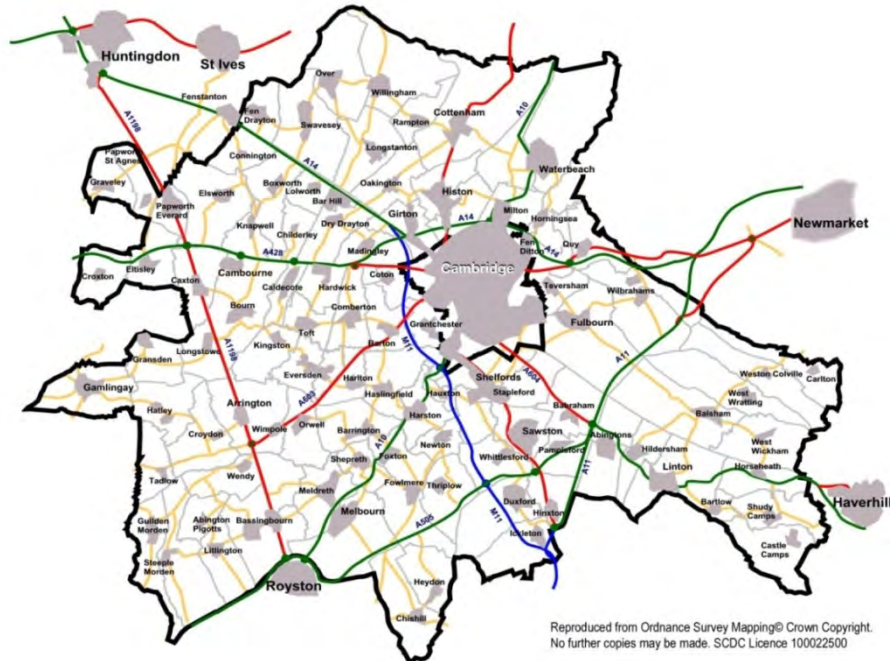 Huntingdon
St Ives
Over
Willingham
Fenstanton
Fen
Drayton
Swavesey
Rampton
Cottenham
A10
A1198
Papworth
St Agnes
Connington
Longstanton
Waterbeach
A14
Graveley
Elsworth
Boxworth
Lolworth
Oakington
Histon
Papworth
Everard
Bar Hill
Girton
Milton
Horningsea
Newmarket
Knapwell
Childerley
Dry Drayton
A14
Fen
Ditton
A14
Quy
A428
Madingley
Croxton
Eltisley
Cambourne
Coton
Cambridge
Caxton
Caldecote
Hardwick
Teversham
Wilbrahams
Bourn
Comberton
Grantchester
Toft
Fulbourn
A1198
Kingston
Barton
M11
Gransden
Longstowe
A11
Eversden
Harlton
Shelfords
A604
Weston Colville
Carlton
Gamlingay
Haslingfield
Hauxton
Stapleford
West
Wratting
Hatley
Arrington
A603
Harston
Babraham
Balsham
Wimpole
Orwell
Barrington
Sawston
Abingtons
Croydon
A10
Newton
Pampisford
Hildersham
West
Wickham
Shepreth
Foxton
Whittlesford
Linton
Horseheath
Tadlow
Wendy
Meldreth
Fowlmere
Thriplow
A11
Duxford
Haverhill
Guilden
Morden
Abington
Pigotts
Bassingbourn
Melbourn
A505
M11
Hinxton
Bartlow
Shudy
Camps
Litlington
Ickleton
Castle
Camps
Steeple
Morden
Royston
Heydon
Chishill
Reproduced from Ordnance Survey Mapping© Crown Copyright.
No further copies may be made. SCDC Licence 100022500